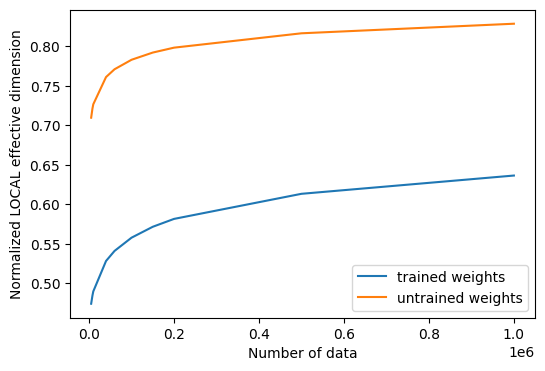 Normalized LOCAL effective dimension
0.80
0.75
0.70
0.65
0.60
0.55
0.50
trained weights
untrained weights
0.0
0.2
0.4
0.6
0.8
1.0
1e6
Number of data